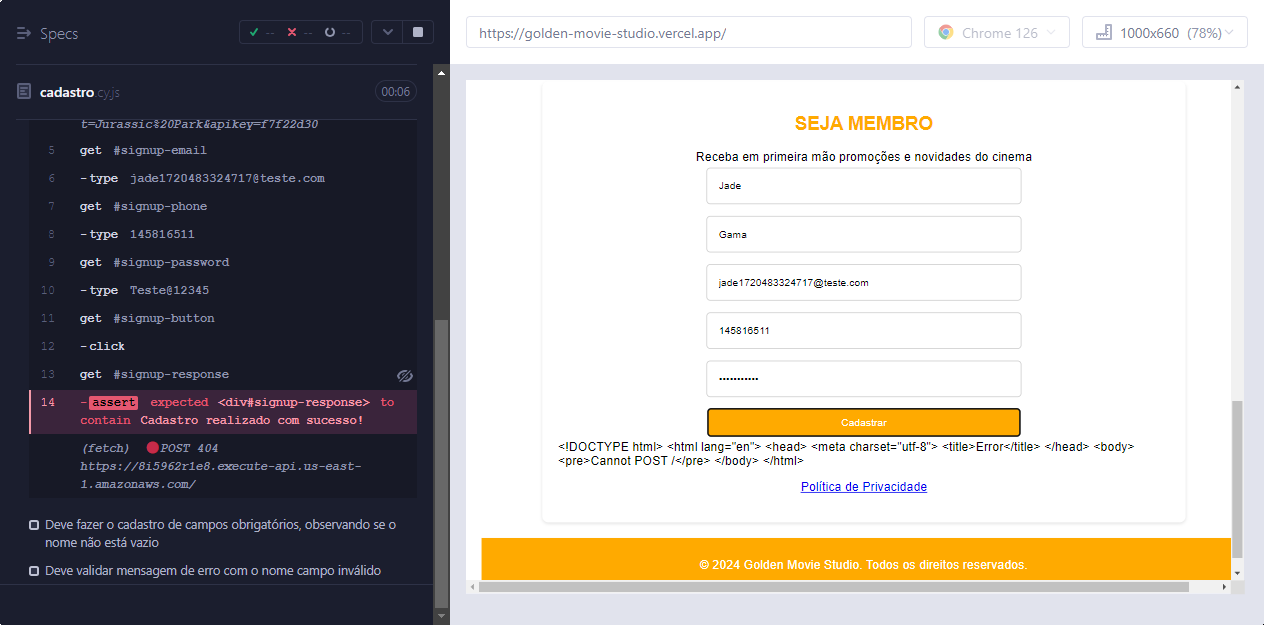 Specs
--
--
--
https://golden-movie-studio.vercel.app/
Chrome 126
1000x660 (78%)
cadastro.cy.js
00:06
t=Jurassic%20Park&apikey=f7f22d30
5 get #signup-email
6 -type jade1720483324717@teste.com
7 get #signup-phone
8 -type 145816511
9 get #signup-password
10 -type Teste@12345
11 get #signup-button
12 -click
13 get #signup-response
14 -assert expected <div#signup-response> to
contain Cadastro realizado com sucesso!
(fetch) POST 404
https://8i5962r1e8.execute-api.us-east-
1.amazonaws.com/
Deve fazer o cadastro de campos obrigatórios, observando se o
nome não está vazio
Deve validar mensagem de erro com o nome campo inválido
SEJA MEMBRO
Receba em primeira mão promoções e novidades do cinema
Jade
Gama
jade1720483324717@teste.com
145816511
•••••••••••
Cadastrar
<!DOCTYPE html> <html lang="en"> <head> <meta charset="utf-8"> <title>Error</title> </head> <body>
<pre>Cannot POST /</pre> </body> </html>
Política de Privacidade
© 2024 Golden Movie Studio. Todos os direitos reservados.